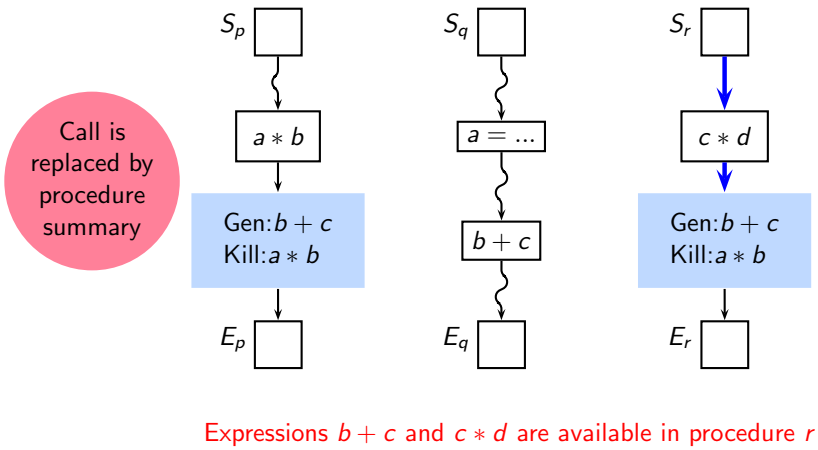 S_p
S_q
S_r
Call is
replaced by
procedure
summary
a ∗ b
a = ...
c ∗ d
Gen:b + c
Kill:a ∗ b
b + c
Gen:b + c
Kill:a ∗ b
E_p
E_q
E_r
Expressions b + c and c ∗ d are available in procedure r